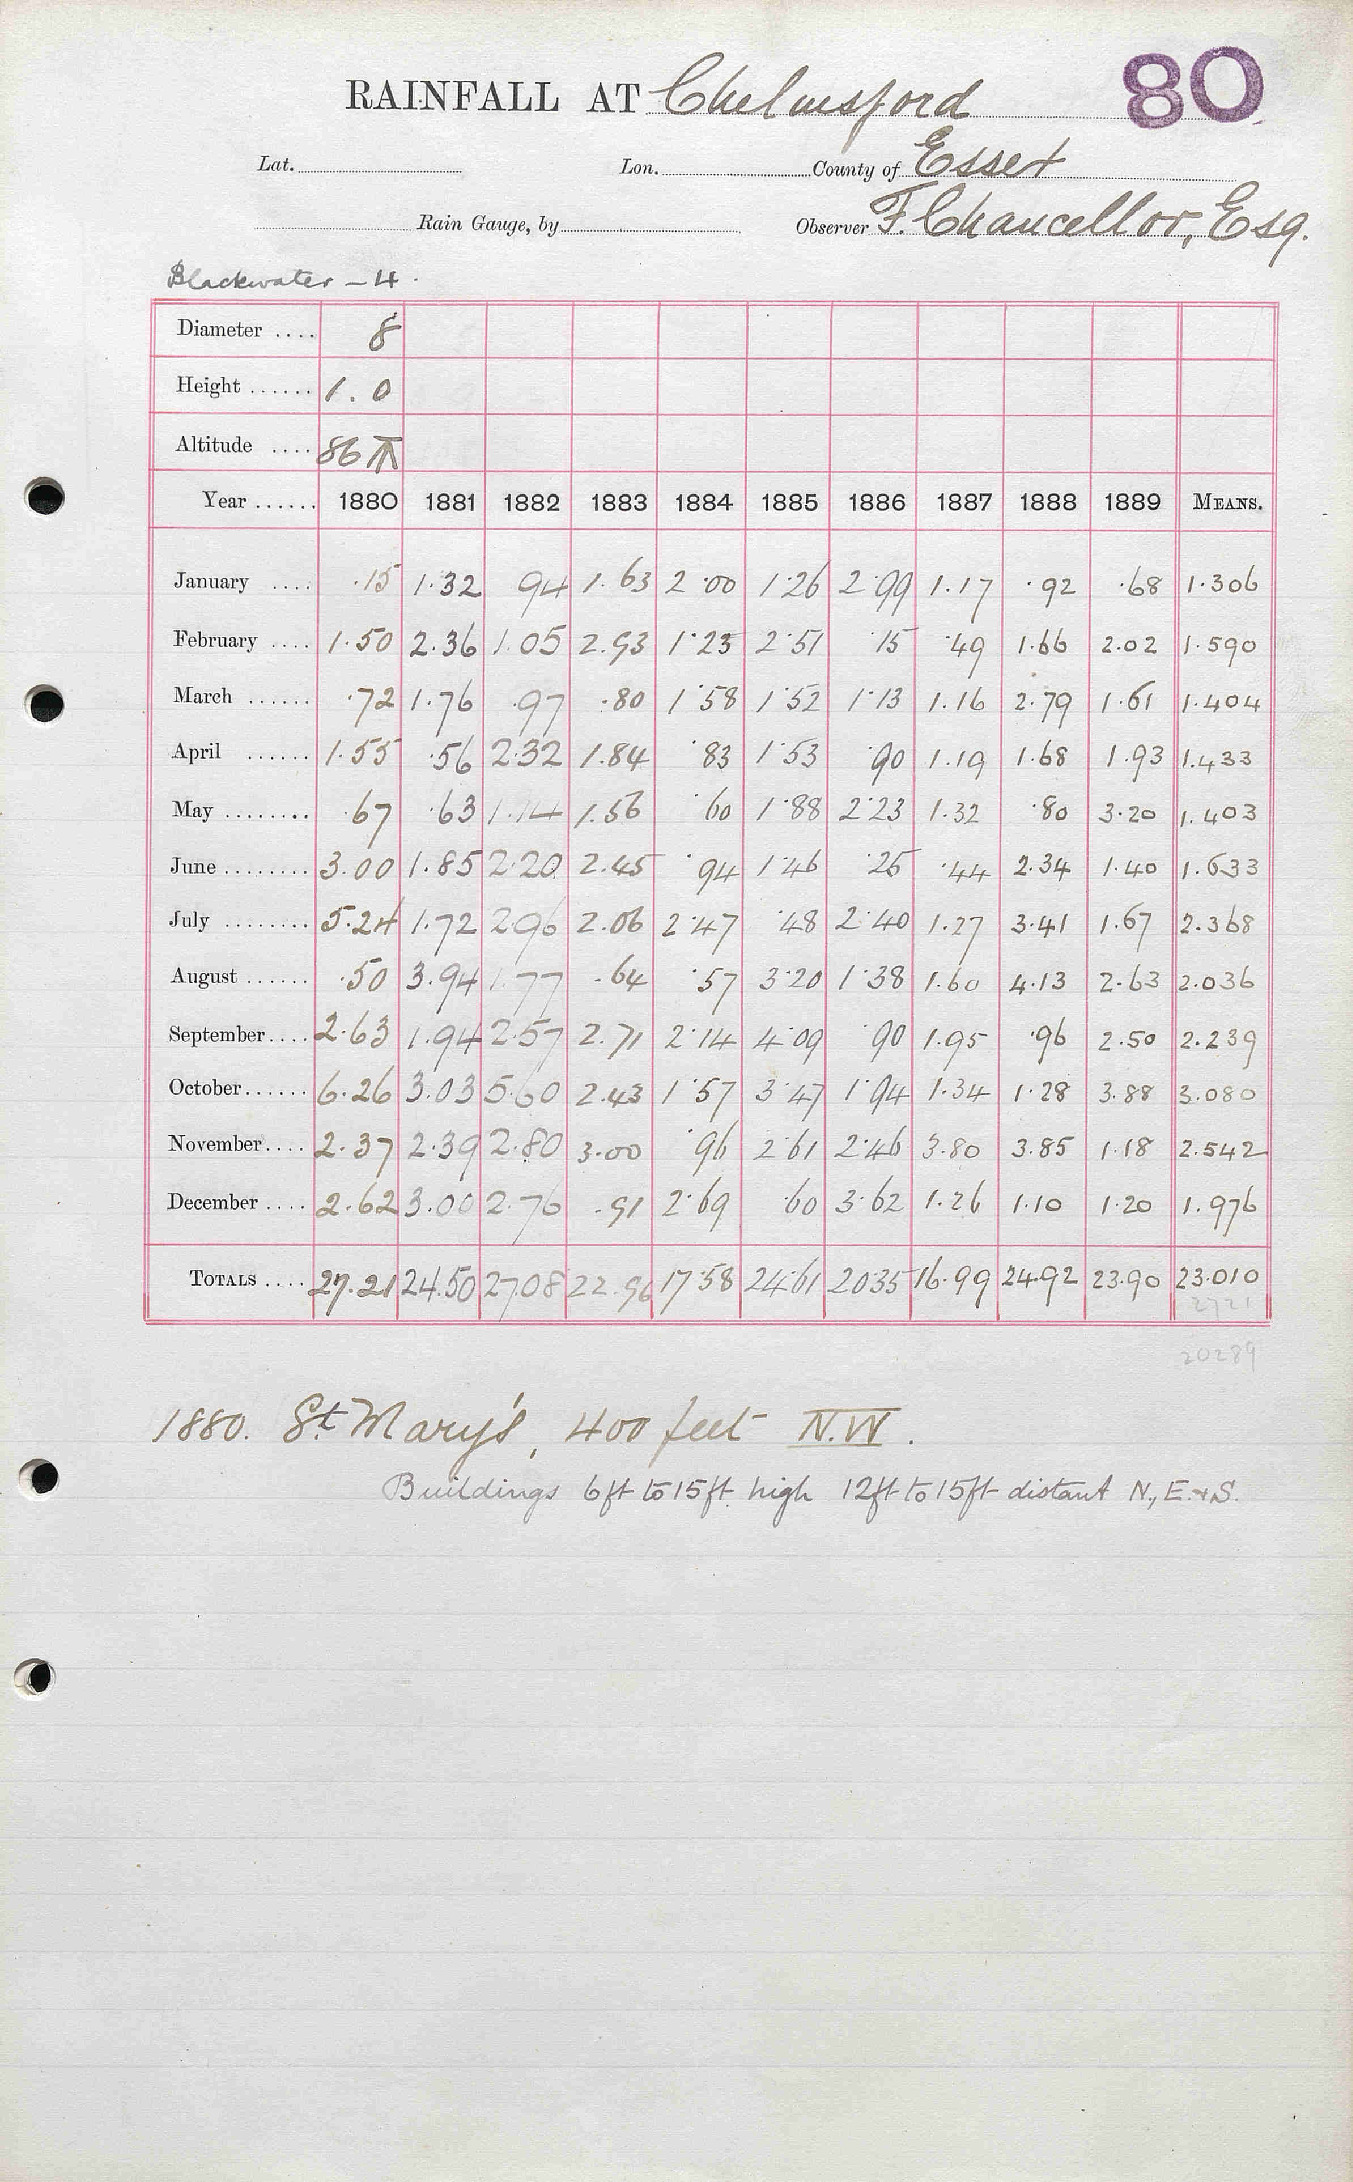 80
RAINFALL AT Chelmsford
Lat. Lon. County of Essex
Rain Gauge, by Observer F. Chancellor, Esq.
Blackwater – 4.
Diameter .... 8
Height ...... 1.0
Altitude .... 86
Year ...... 1880 1881 1882 1883 1884 1885 1886 1887 1888 1889 MEANS.
January .... .15 1.32 94 1.63 2.00 1.26 2.99 1.17 .92 .68 1.306
February .... 1.50 2.36 1.05 2.93 1.23 2.51 15 .49 1.66 2.02 1.590
March ...... .72 1.76 .97 .80 1.58 1.52 1.13 1.16 2.79 1.61 1.404
April ...... 1.55 .56 2.32 1.84 .83 1.53 .90 1.19 1.68 1.93 1.433
May ........ .67 .63 1.14 1.56 .60 1.88 2.23 1.32 .80 3.20 1.403
June ........ 3.00 1.85 2.20 2.45 .94 1.46 .25 .44 2.34 1.40 1.633
July ........ 5.24 1.72 2.96 2.06 2.47 .48 2.40 1.27 3.41 1.67 2.368
August ...... .50 3.94 1.77 .64 .57 3.20 1.38 1.60 4.13 2.63 2.036
September.... 2.63 1.94 2.57 2.71 2.14 4.09 .90 1.95 .96 2.50 2.239
October...... 6.26 3.03 5.60 2.43 1.57 3.47 1.94 1.34 1.28 3.88 3.080
November.... 2.37 2.39 2.80 3.00 .96 2.61 2.46 3.80 3.85 1.18 2.542
December .... 2.62 3.00 2.76 .91 2.69 .60 3.62 1.26 1.10 1.20 1.976
TOTALS .... 27.21 24.50 27.08 22.96 17.58 24.61 20.35 16.99 24.92 23.90 23.010
2721
20289
1880. St. Mary's, 400 feet N.W.
Buildings 6ft to 15ft high 12ft to 15ft distant N., E. & S.